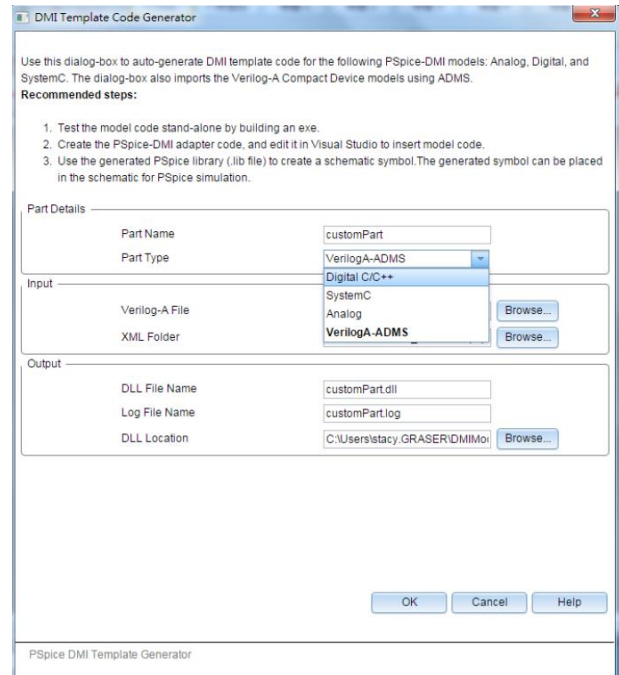 DMI Template Code Generator
Use this dialog-box to auto-generate DMI template code for the following PSpice-DMI models: Analog, Digital, and
SystemC. The dialog-box also imports the Verilog-A Compact Device models using ADMS.
Recommended steps:
1. Test the model code stand-alone by building an exe.
2. Create the PSpice-DMI adapter code, and edit it in Visual Studio to insert model code.
3. Use the generated PSpice library (.lib file) to create a schematic symbol.The generated symbol can be placed
in the schematic for PSpice simulation.
Part Details
Part Name customPart
Part Type VerilogA-ADMS
Digital C/C++
Input
SystemC
Verilog-A File Analog Browse...
XML Folder VerilogA-ADMS Browse...
Output
DLL File Name customPart.dll
Log File Name customPart.log
DLL Location C:\Users\stacy.GRASER\DMIMo Browse...
OK Cancel Help
PSpice DMI Template Generator